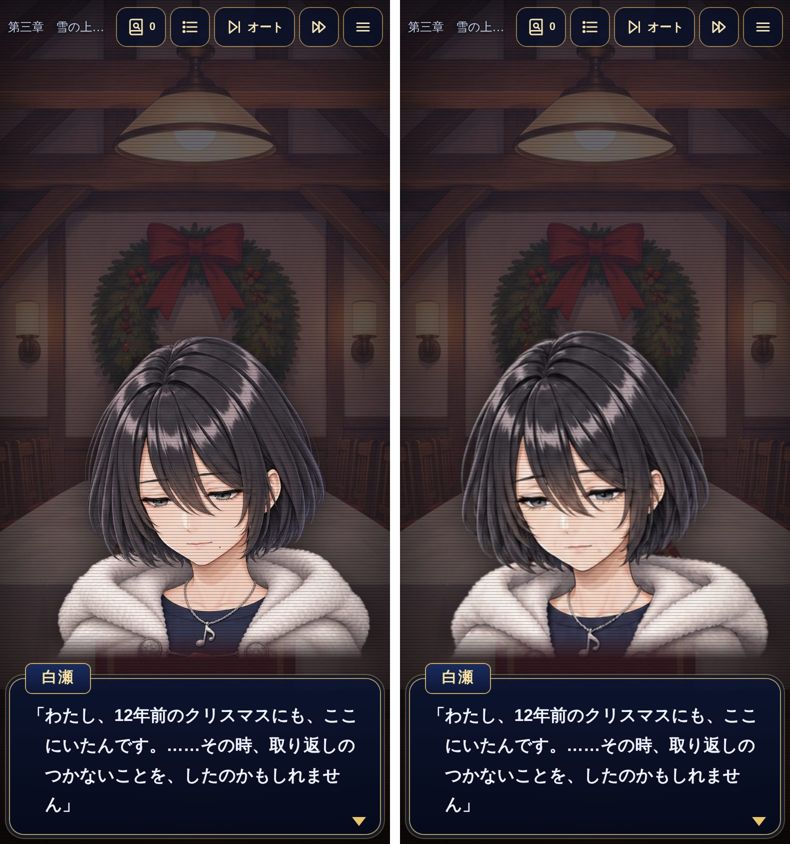 第三章 雪の上…
0
オート
白瀬
「わたし、12年前のクリスマスにも、ここ
にいたんです。……その時、取り返しの
つかないことを、したのかもしれませ
ん」
第三章 雪の上…
0
オート
白瀬
「わたし、12年前のクリスマスにも、ここ
にいたんです。……その時、取り返しの
つかないことを、したのかもしれませ
ん」